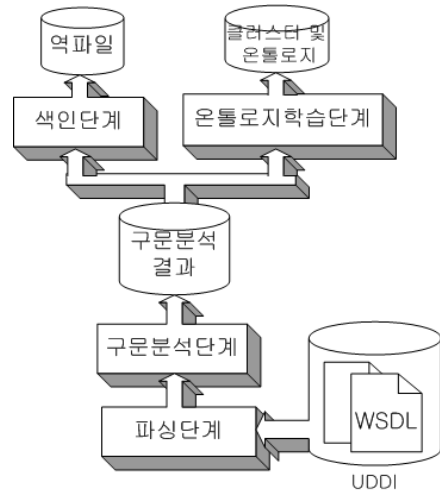 역파일
클러스터 및
온톨로지
색인단계
온톨로지학습단계
구문분석
결과
구문분석단계
파싱단계
WSDL
UDDI